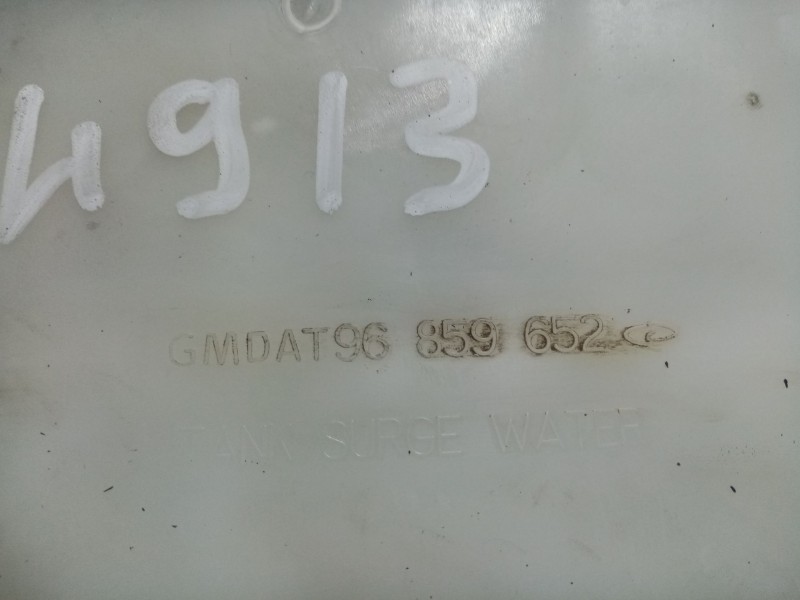 4913
GMDAT96 859 652
TANK SURGE WATER